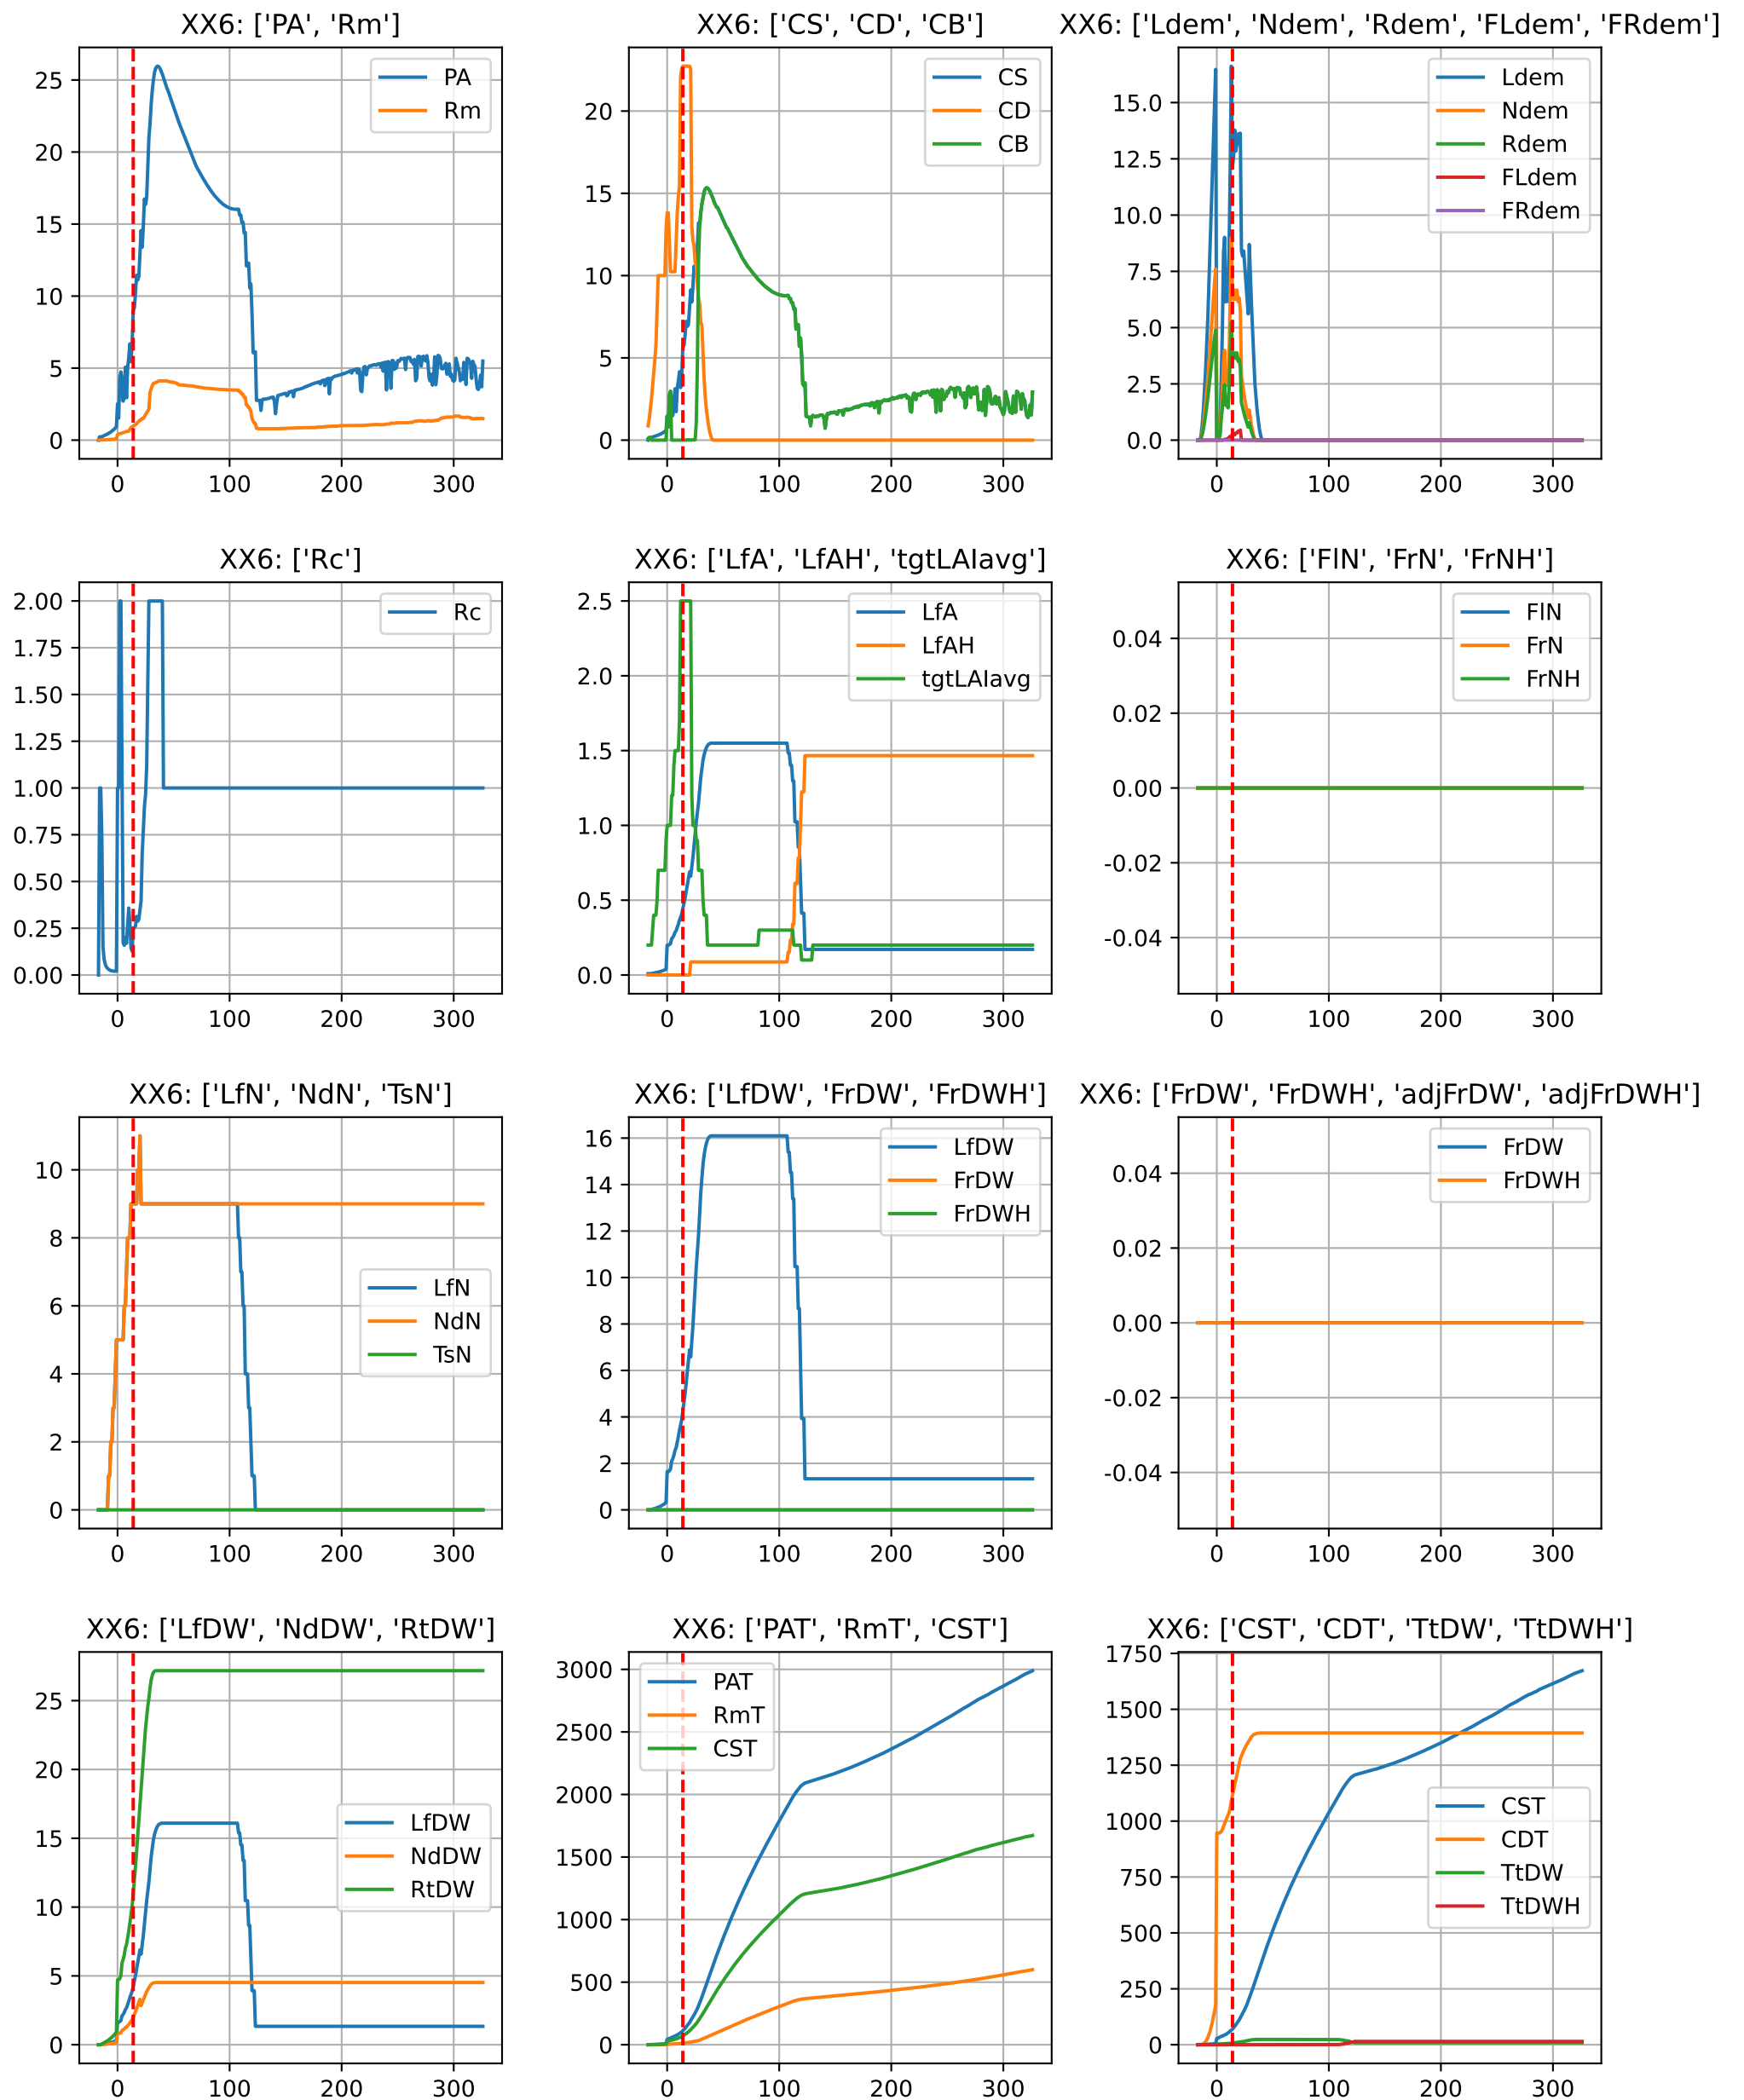 XX6: ['PA', 'Rm']
25
20
15
10
5
0
0 100 200 300
PA
Rm
XX6: ['CS', 'CD', 'CB']
20
15
10
5
0
0 100 200 300
CS
CD
CB
XX6: ['Ldem', 'Ndem', 'Rdem', 'FLdem', 'FRdem']
15.0
12.5
10.0
7.5
5.0
2.5
0.0
0 100 200 300
Ldem
Ndem
Rdem
FLdem
FRdem
XX6: ['Rc']
2.00
1.75
1.50
1.25
1.00
0.75
0.50
0.25
0.00
0 100 200 300
Rc
XX6: ['LfA', 'LfAH', 'tgtLAIavg']
2.5
2.0
1.5
1.0
0.5
0.0
0 100 200 300
LfA
LfAH
tgtLAIavg
XX6: ['FlN', 'FrN', 'FrNH']
0.04
0.02
0.00
-0.02
-0.04
0 100 200 300
FlN
FrN
FrNH
XX6: ['LfN', 'NdN', 'TsN']
10
8
6
4
2
0
0 100 200 300
LfN
NdN
TsN
XX6: ['LfDW', 'FrDW', 'FrDWH']
16
14
12
10
8
6
4
2
0
0 100 200 300
LfDW
FrDW
FrDWH
XX6: ['FrDW', 'FrDWH', 'adjFrDW', 'adjFrDWH']
0.04
0.02
0.00
-0.02
-0.04
0 100 200 300
FrDW
FrDWH
XX6: ['LfDW', 'NdDW', 'RtDW']
25
20
15
10
5
0
0 100 200 300
LfDW
NdDW
RtDW
XX6: ['PAT', 'RmT', 'CST']
3000
2500
2000
1500
1000
500
0
0 100 200 300
PAT
RmT
CST
XX6: ['CST', 'CDT', 'TtDW', 'TtDWH']
1750
1500
1250
1000
750
500
250
0
0 100 200 300
CST
CDT
TtDW
TtDWH